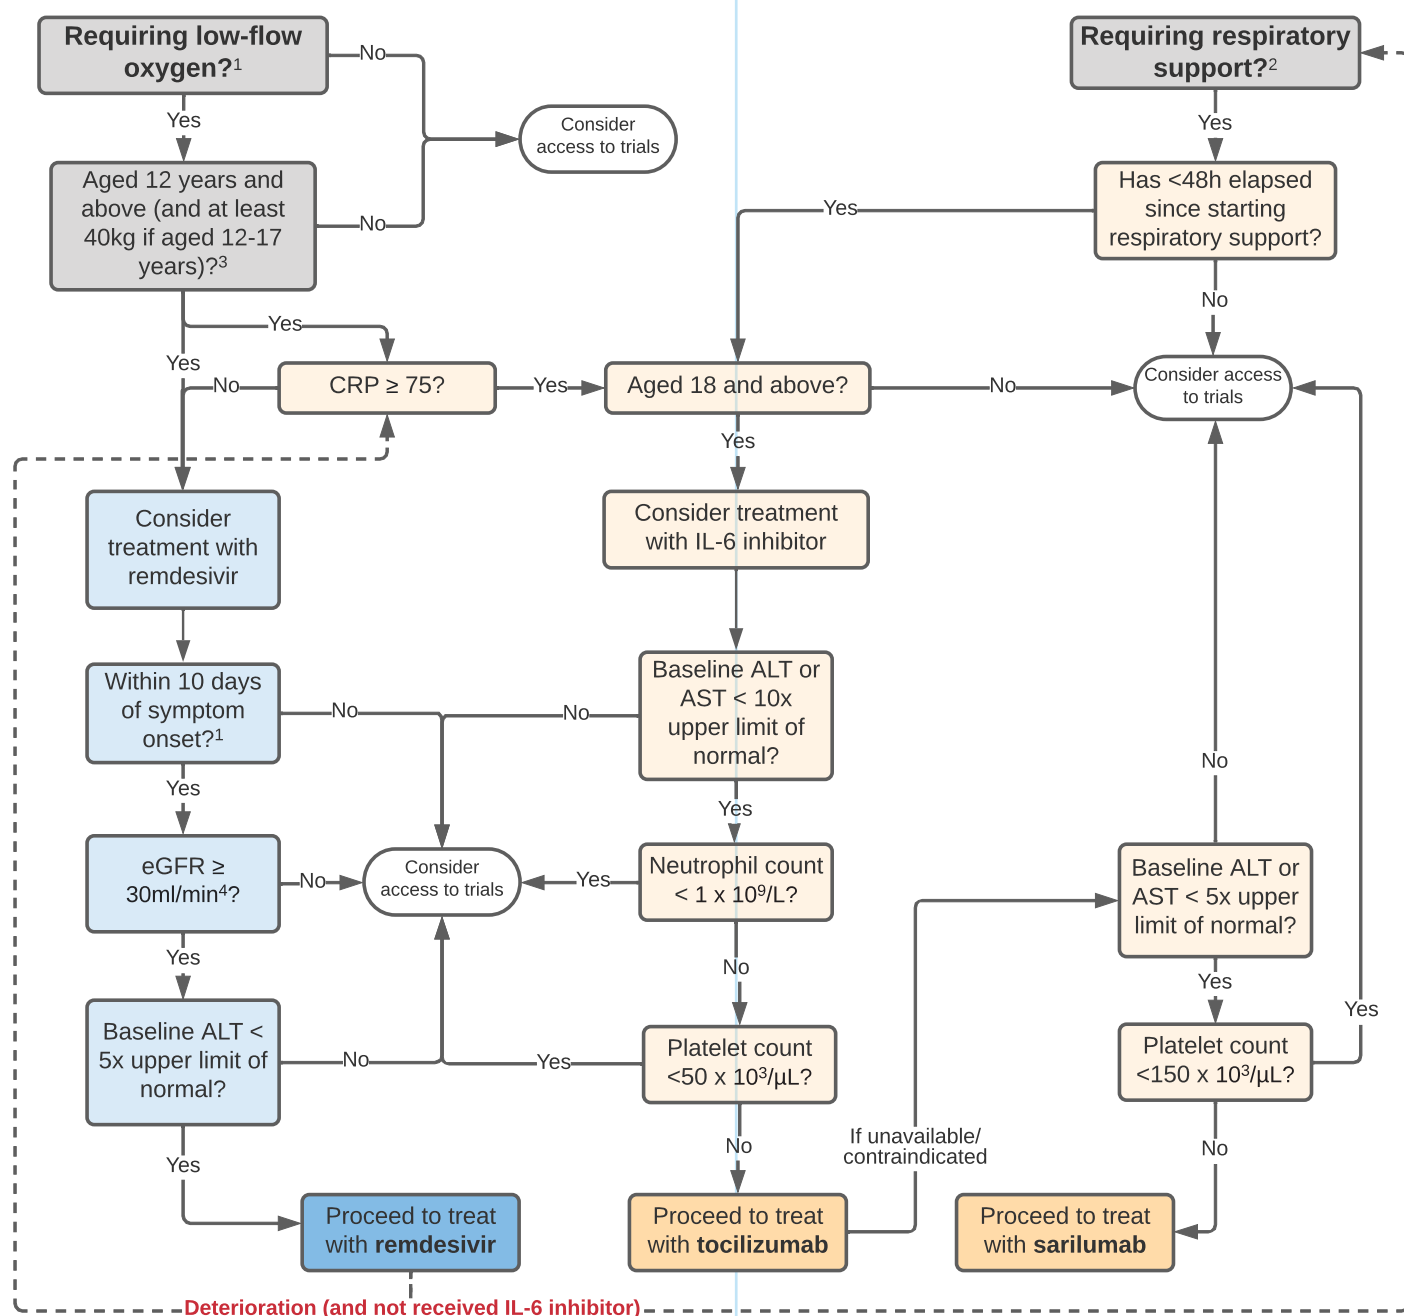 Requiring low-flow
oxygen?¹
No
Yes
Consider
access to trials
Aged 12 years and
above (and at least
40kg if aged 12-17
years)?³
No
Requiring respiratory
support?²
Yes
Has <48h elapsed
since starting
respiratory support?
Yes
No
Yes
Yes
CRP ≥ 75?
No
Yes
Aged 18 and above?
No
Consider access
to trials
Yes
Consider
treatment with
remdesivir
Consider treatment
with IL-6 inhibitor
Within 10 days
of symptom
onset?¹
No
Yes
Baseline ALT or
AST < 10x
upper limit of
normal?
No
Yes
eGFR ≥
30ml/min⁴?
No
Yes
Consider
access to trials
Neutrophil count
< 1 x 10⁹/L?
Yes
No
Baseline ALT <
5x upper limit of
normal?
No
Yes
Platelet count
<50 x 10³/µL?
Yes
No
Baseline ALT or
AST < 5x upper
limit of normal?
No
Yes
Platelet count
<150 x 10³/µL?
Yes
No
If unavailable/
contraindicated
Proceed to treat
with remdesivir
Proceed to treat
with tocilizumab
Proceed to treat
with sarilumab
Deterioration (and not received IL-6 inhibitor)